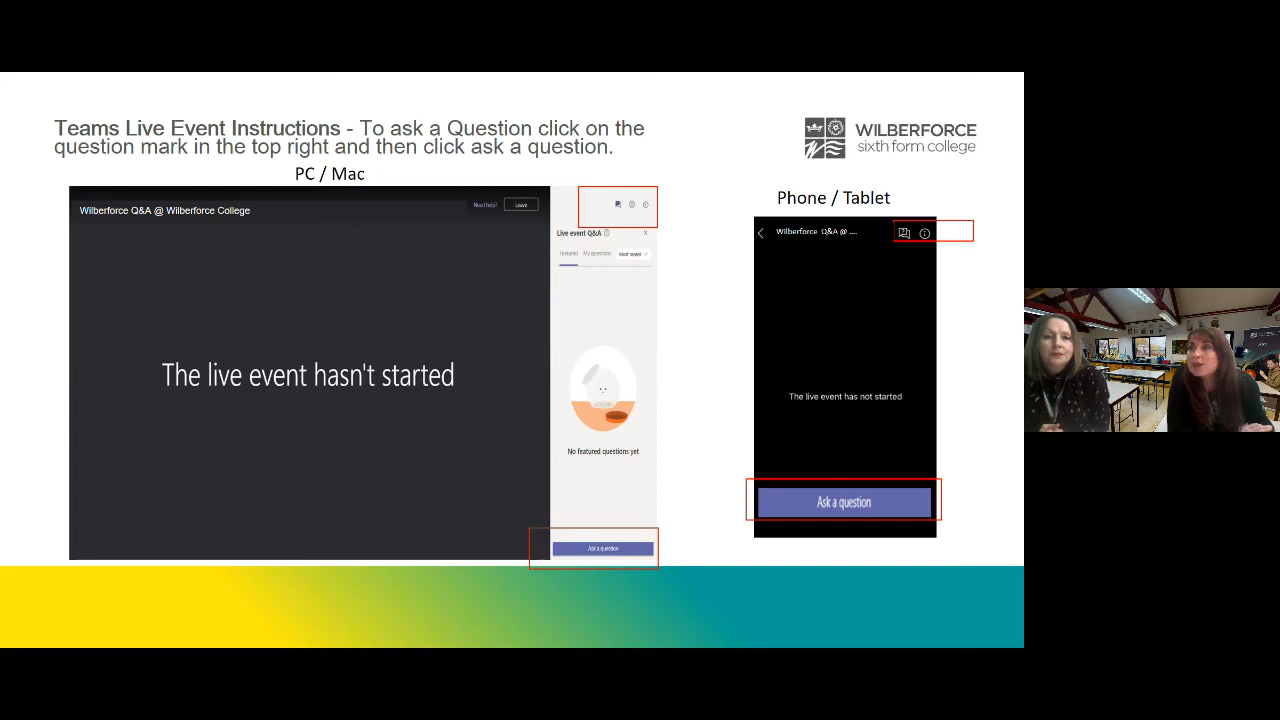 Teams Live Event Instructions - To ask a Question click on the
question mark in the top right and then click ask a question.
WILBERFORCE
sixth form college
PC / Mac
Phone / Tablet
Wilberforce Q&A @ Wilberforce College
Need help?
Leave
Live event Q&A
Featured
My questions
Most recent
The live event hasn't started
No featured questions yet
Ask a question
Wilberforce Q&A @ ....
The live event has not started
Ask a question